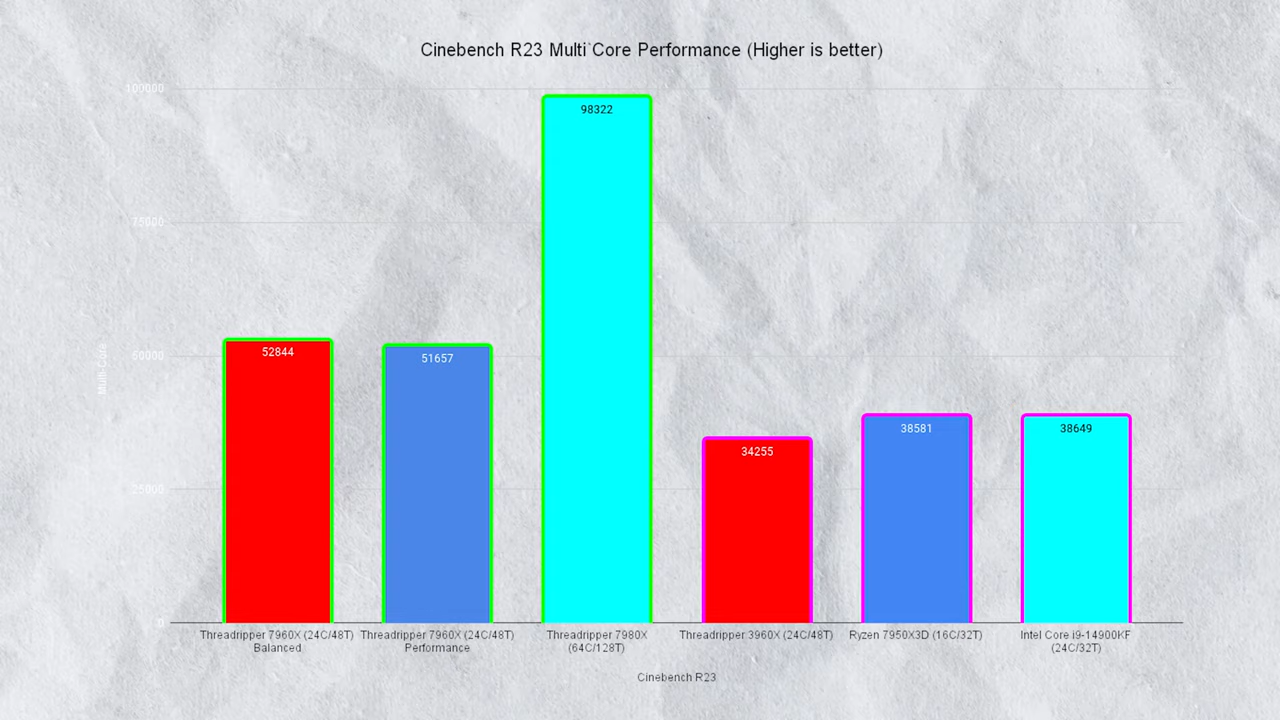 Cinebench R23 Multi Core Performance (Higher is better)
100000
75000
50000
25000
0
Multi-Core
98322
52844
51657
34255
38581
38649
Threadripper 7960X (24C/48T)
Balanced
Threadripper 7960X (24C/48T)
Performance
Threadripper 7980X
(64C/128T)
Threadripper 3960X (24C/48T)
Ryzen 7950X3D (16C/32T)
Intel Core i9-14900KF
(24C/32T)
Cinebench R23